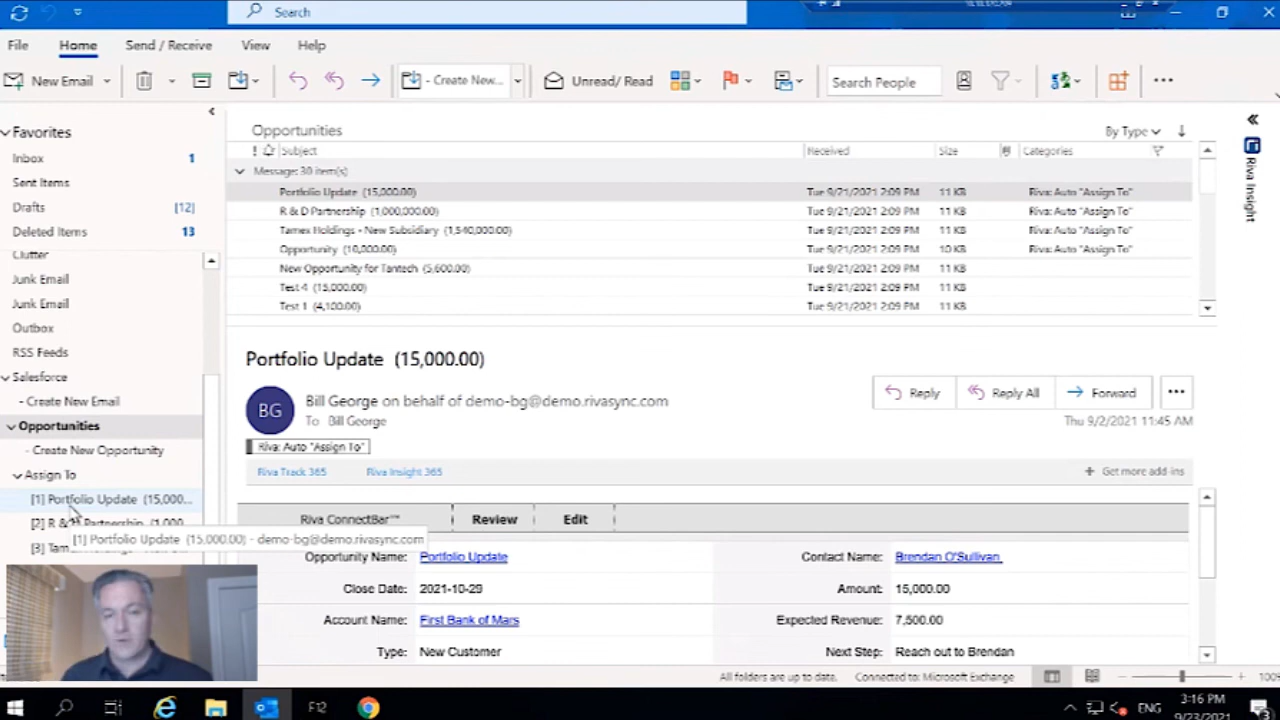 Search
File Home Send / Receive View Help
New Email - Create New... Unread/ Read Search People
Favorites
Inbox 1
Sent Items
Drafts [12]
Deleted Items 13
Clutter
Junk Email
Junk Email
Outbox
RSS Feeds
Salesforce
- Create New Email
Opportunities
- Create New Opportunity
Assign To
[1] Portfolio Update (15,000...
[2] R & D Partnership (1,000
[1] Portfolio Update (15,000.00) - demo-bg@demo.rivasync.com
[3] Tamex
Opportunities By Type
Subject Received Size Categories
Message: 30 item(s)
Portfolio Update (15,000.00) Tue 9/21/2021 2:09 PM 11 KB Riva: Auto "Assign To"
R & D Partnership (1,000,000.00) Tue 9/21/2021 2:09 PM 11 KB Riva: Auto "Assign To"
Tamex Holdings - New Subsidiary (1,540,000.00) Tue 9/21/2021 2:09 PM 11 KB Riva: Auto "Assign To"
Opportunity (10,000.00) Tue 9/21/2021 2:09 PM 10 KB Riva: Auto "Assign To"
New Opportunity for Tantech (5,600.00) Tue 9/21/2021 2:09 PM 11 KB
Test 4 (15,000.00) Tue 9/21/2021 2:09 PM 11 KB
Test 1 (4,100.00) Tue 9/21/2021 2:09 PM 11 KB
Portfolio Update (15,000.00)
BG
Bill George on behalf of demo-bg@demo.rivasync.com
To Bill George
Reply Reply All Forward
Thu 9/2/2021 11:45 AM
Riva: Auto "Assign To"
Riva Track 365 Riva Insight 365 + Get more add-ins
Riva ConnectBar™ Review Edit
Opportunity Name: Portfolio Update Contact Name: Brendan O'Sullivan
Close Date: 2021-10-29 Amount: 15,000.00
Account Name: First Bank of Mars Expected Revenue: 7,500.00
Type: New Customer Next Step: Reach out to Brendan
Riva Insight
All folders are up to date. Connected to: Microsoft Exchange 100%
F12
ENG
3:16 PM
9/23/2021